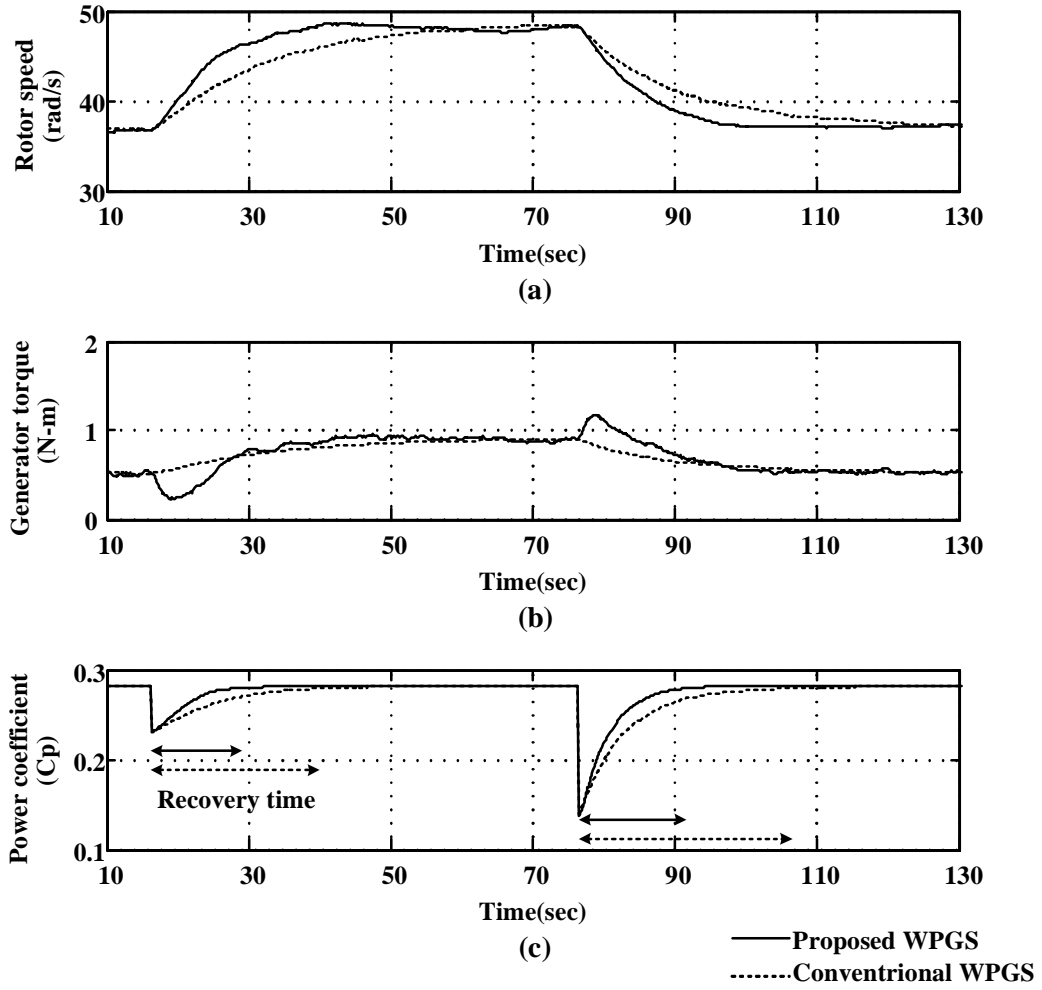 50
40
30
Rotor speed
(rad/s)
10 30 50 70 90 110 130
Time(sec)
(a)
2
1
0
Generator torque
(N-m)
10 30 50 70 90 110 130
Time(sec)
(b)
0.3
0.2
0.1
Power coefficient
(Cp)
Recovery time
10 30 50 70 90 110 130
Time(sec)
(c)
Proposed WPGS
Conventrional WPGS